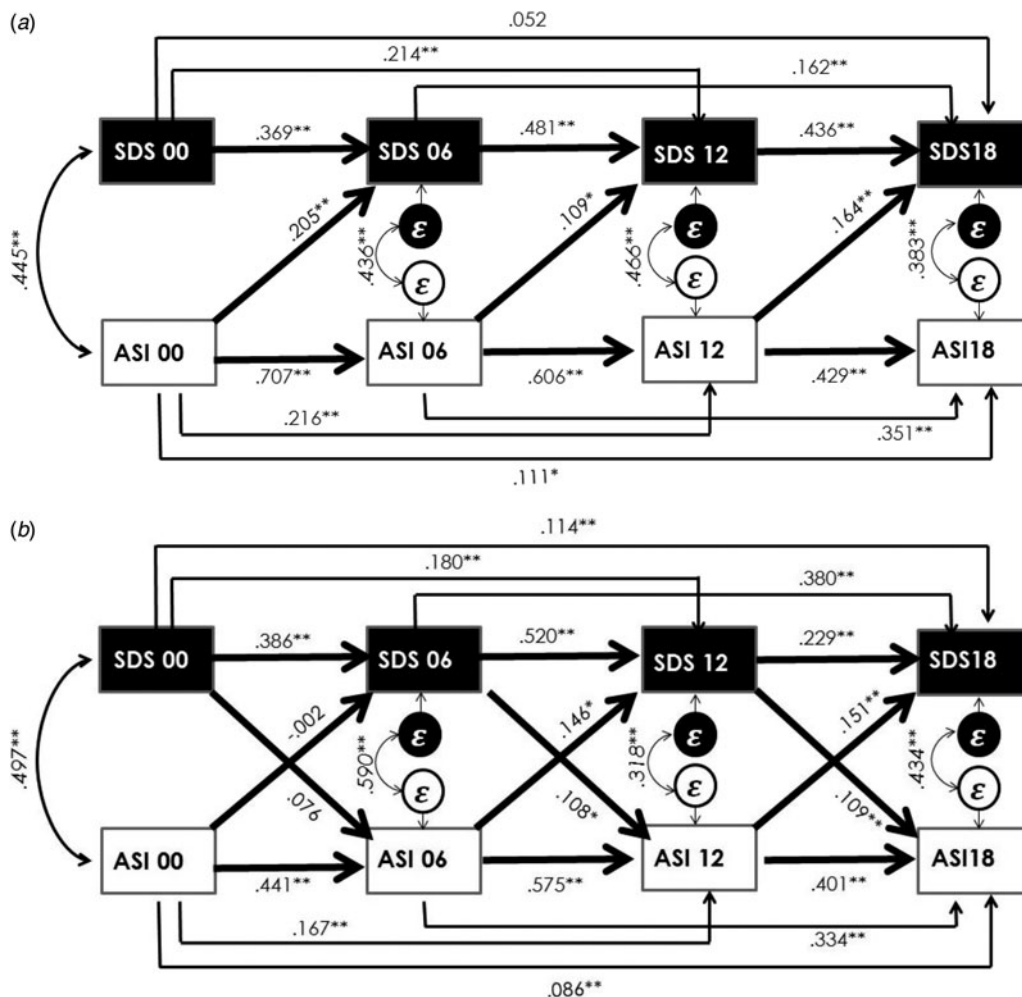 (a)
.052
.214**
.162**
SDS 00
.369**
SDS 06
.481**
SDS 12
.436**
SDS18
.445**
.205**
.436**
ε
ε
.109*
.466**
ε
ε
.164**
.383**
ε
ε
ASI 00
.707**
ASI 06
.606**
ASI 12
.429**
ASI18
.216**
.351**
.111*
(b)
.114**
.180**
.380**
SDS 00
.386**
SDS 06
.520**
SDS 12
.229**
SDS18
.497**
-.002
.076
.590**
ε
ε
.146*
.108*
.318**
ε
ε
.151**
.109**
.434**
ε
ε
ASI 00
.441**
ASI 06
.575**
ASI 12
.401**
ASI18
.167**
.334**
.086**